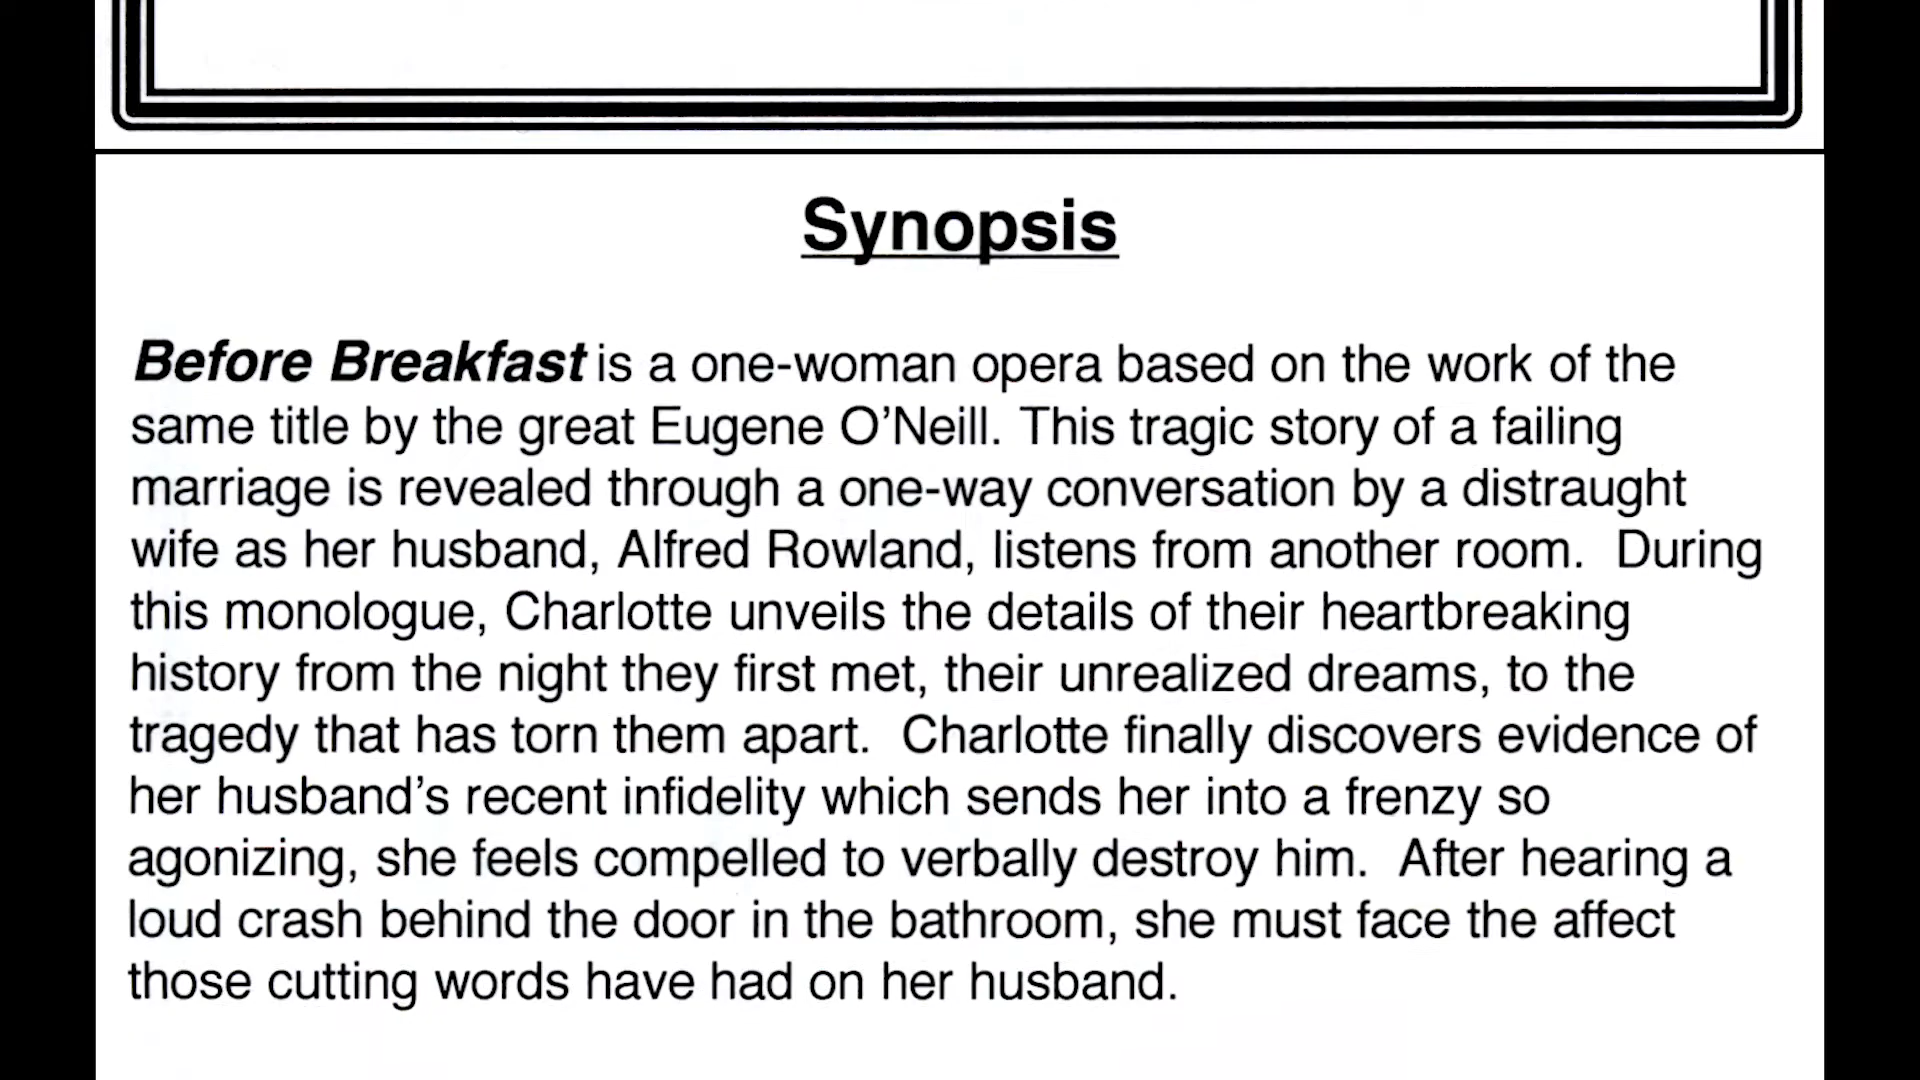 Synopsis
Before Breakfast is a one-woman opera based on the work of the
same title by the great Eugene O’Neill. This tragic story of a failing
marriage is revealed through a one-way conversation by a distraught
wife as her husband, Alfred Rowland, listens from another room.  During
this monologue, Charlotte unveils the details of their heartbreaking
history from the night they first met, their unrealized dreams, to the
tragedy that has torn them apart.  Charlotte finally discovers evidence of
her husband’s recent infidelity which sends her into a frenzy so
agonizing, she feels compelled to verbally destroy him.  After hearing a
loud crash behind the door in the bathroom, she must face the affect
those cutting words have had on her husband.